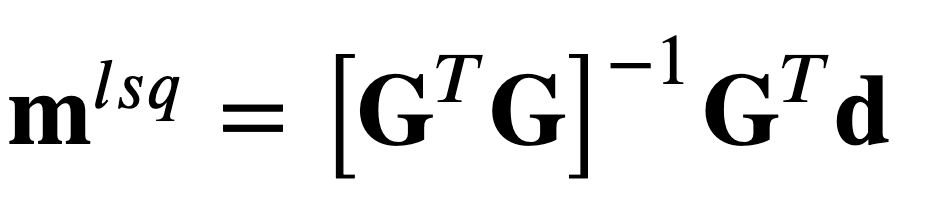 𝐦^{lsq} = [𝐆^T 𝐆]^{−1} 𝐆^T 𝐝